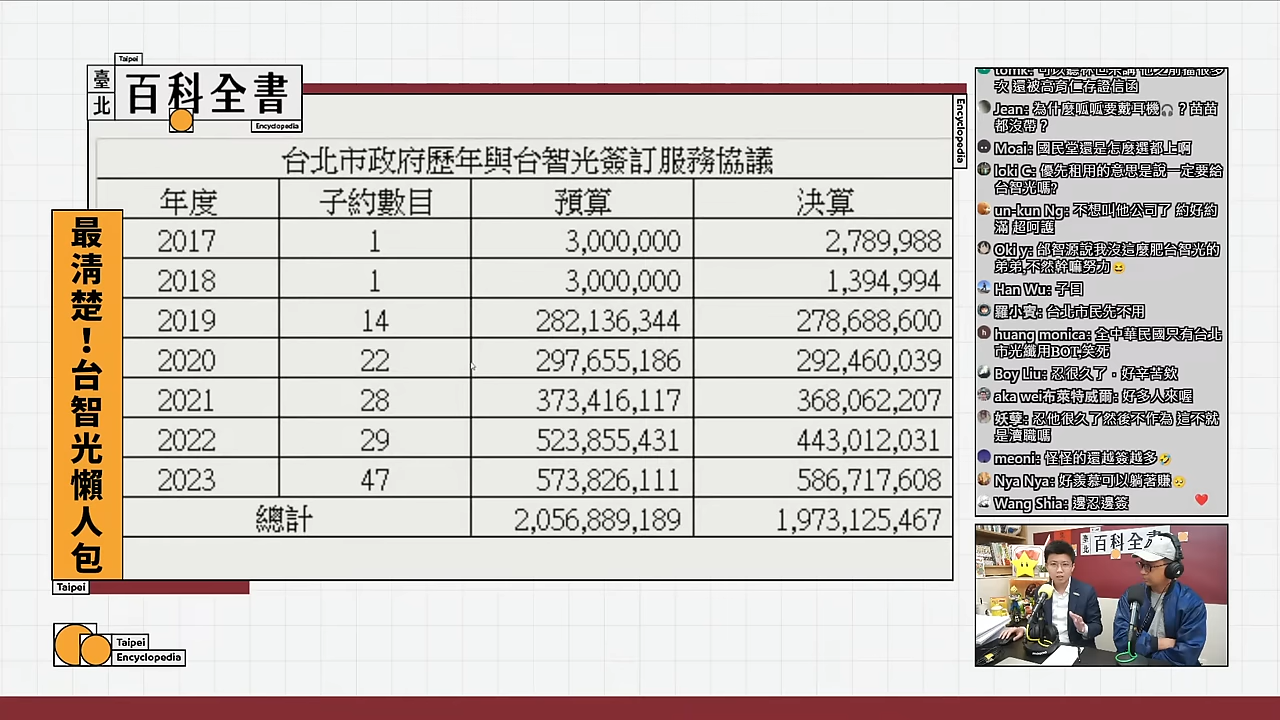 Taipei
臺北
百科全書
Encyclopedia
Encyclopedia
最清楚!台智光懶人包
Taipei
台北市政府歷年與台智光簽訂服務協議
年度 子約數目 預算 決算
2017 1 3,000,000 2,789,988
2018 1 3,000,000 1,394,994
2019 14 282,136,344 278,688,600
2020 22 297,655,186 292,460,039
2021 28 373,416,117 368,062,207
2022 29 523,855,431 443,012,031
2023 47 573,826,111 586,717,608
總計 2,056,889,189 1,973,125,467
Taipei
Encyclopedia
次 還被高育仁存證信函
Jean: 為什麼呱呱要戴耳機🎧？苗苗
都沒帶？
Moai: 國民黨還是怎麼選都上啊
loki C: 優先租用的意思是說一定要給
台智光嗎?
un-kun Ng: 不想叫他公司了 約好約
滿 超呵護
Oki y: 邰智源說我沒這麼肥台智光的
弟弟,不然幹嘛努力😆
Han Wu: 子曰
羅小賓: 台北市民先不用
huang monica: 全中華民國只有台北
市光纖用BOT,笑死
Boy Liu: 忍很久了，好辛苦欸
aka wei布萊特威爾: 好多人來喔
妖孽: 忍他很久了然後不作為 這不就
是瀆職嗎
meoni: 怪怪的還越簽越多🤣
Nya Nya: 好羨慕可以躺著賺🥺
Wang Shia: 邊忍邊簽
臺北
百科全書